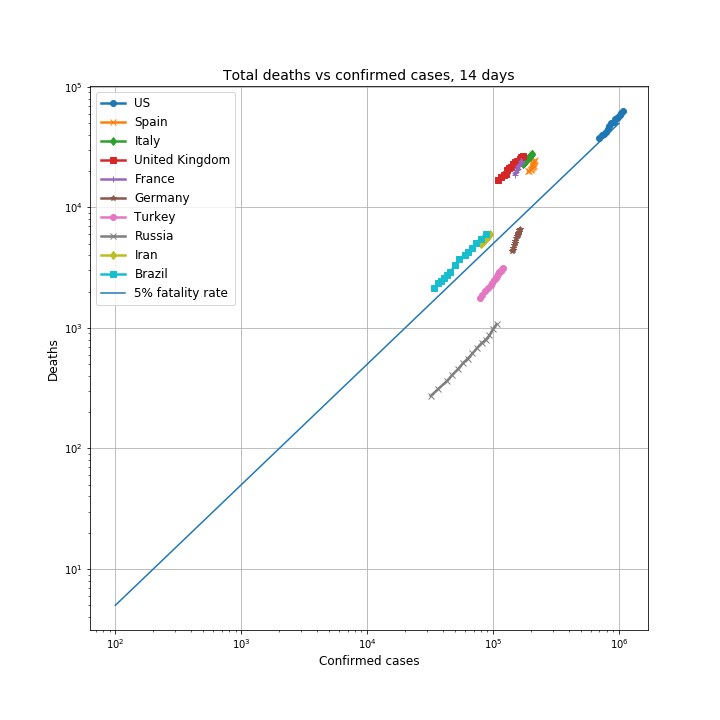 Total deaths vs confirmed cases, 14 days
10⁵
US
Spain
Italy
United Kingdom
France
Germany
Turkey
Russia
Iran
Brazil
5% fatality rate
10⁴
10³
10²
10¹
Deaths
10² 10³ 10⁴ 10⁵ 10⁶
Confirmed cases